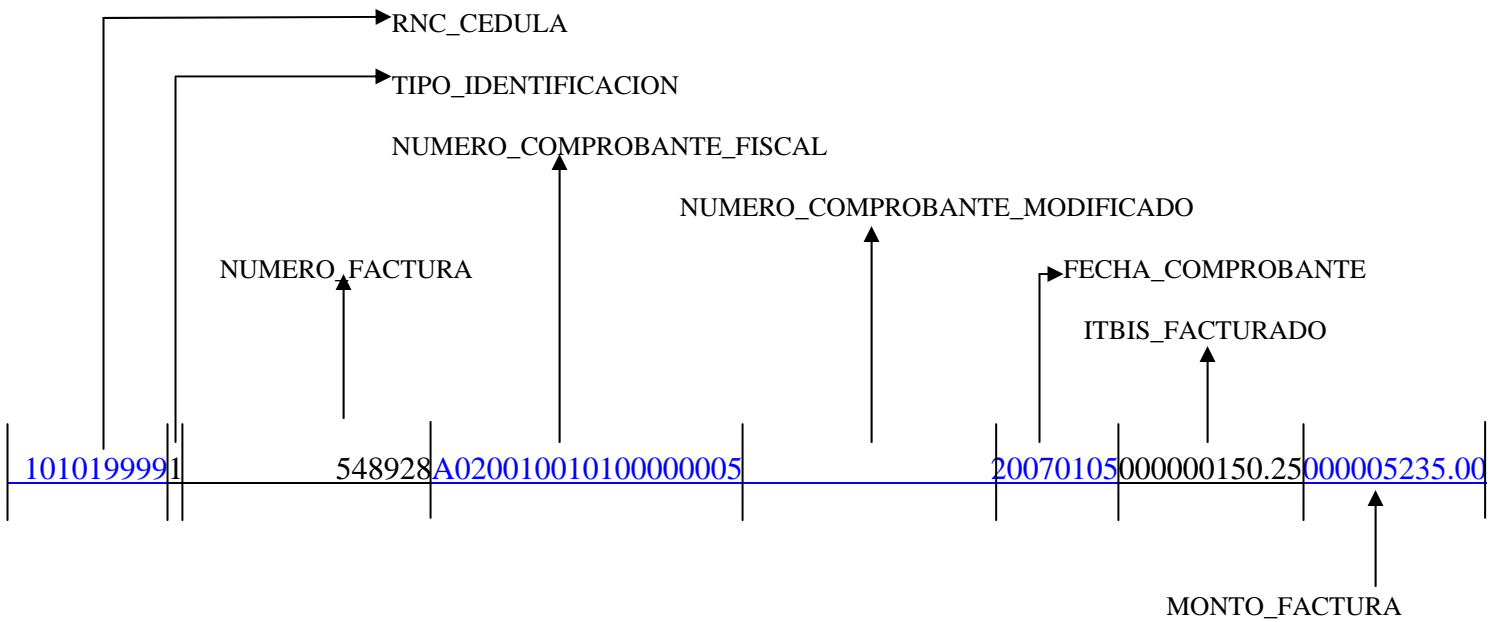 RNC_CEDULA
TIPO_IDENTIFICACION
NUMERO_COMPROBANTE_FISCAL
NUMERO_COMPROBANTE_MODIFICADO
NUMERO_FACTURA
FECHA_COMPROBANTE
ITBIS_FACTURADO
1010199991 548928A020010010100000005 20070105000000150.25000005235.00
MONTO_FACTURA